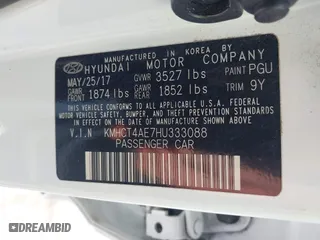 MANUFACTURED IN KOREA BY
HYUNDAI MOTOR COMPANY
MAY/25/17 GVWR 3527 lbs PAINT PGU
GAWR FRONT 1874 lbs GAWR REAR 1852 lbs TRIM 9Y
THIS VEHICLE CONFORMS TO ALL APPLICABLE
U.S. FEDERAL MOTOR VEHICLE SAFETY,
BUMPER, AND THEFT PREVENTION STANDARDS
IN EFFECT ON THE DATE OF
MANUFACTURE SHOWN ABOVE.
V.I.N KMHCT4AE7HU333088
PASSENGER CAR
© RideSafely